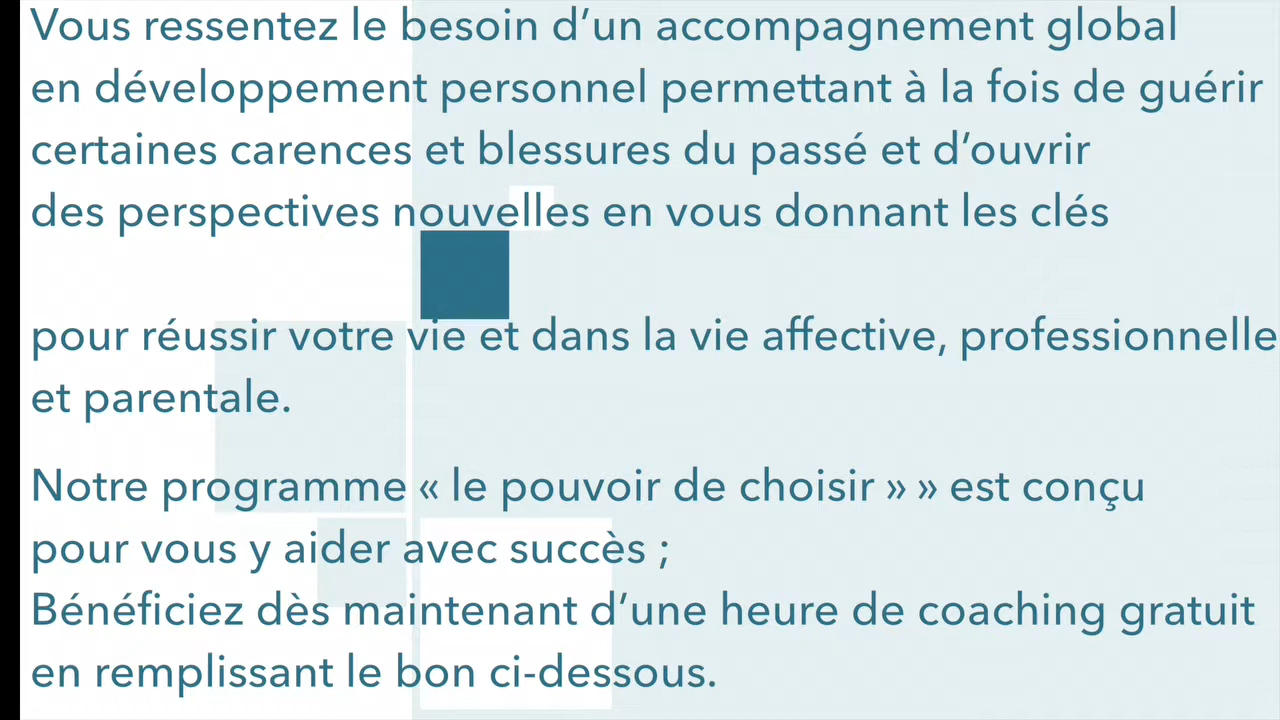 Vous ressentez le besoin d’un accompagnement global
en développement personnel permettant à la fois de guérir
certaines carences et blessures du passé et d’ouvrir
des perspectives nouvelles en vous donnant les clés
pour réussir votre vie et dans la vie affective, professionnelle
et parentale.
Notre programme « le pouvoir de choisir » » est conçu
pour vous y aider avec succès ;
Bénéficiez dès maintenant d’une heure de coaching gratuit
en remplissant le bon ci-dessous.